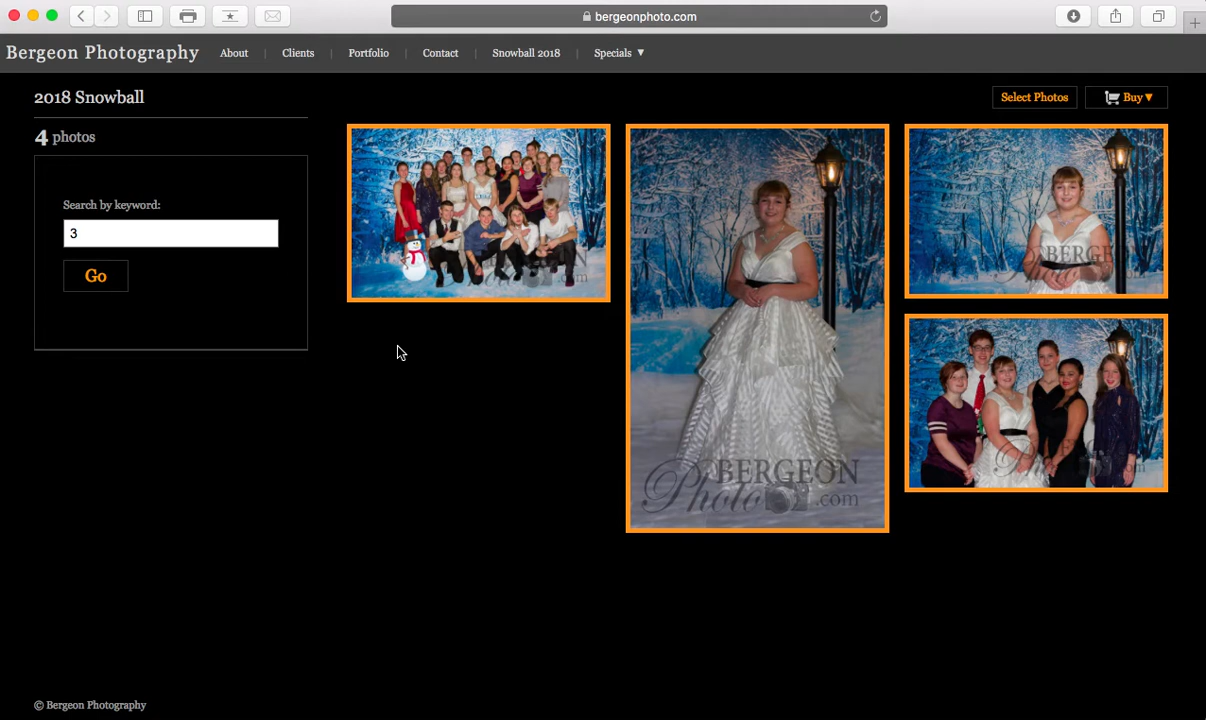 bergeonphoto.com
Bergeon Photography
About
Clients
Portfolio
Contact
Snowball 2018
Specials ▼
2018 Snowball
Select Photos
Buy▼
4 photos
Search by keyword:
3
Go
BERGEON
Photo .com
© Bergeon Photography